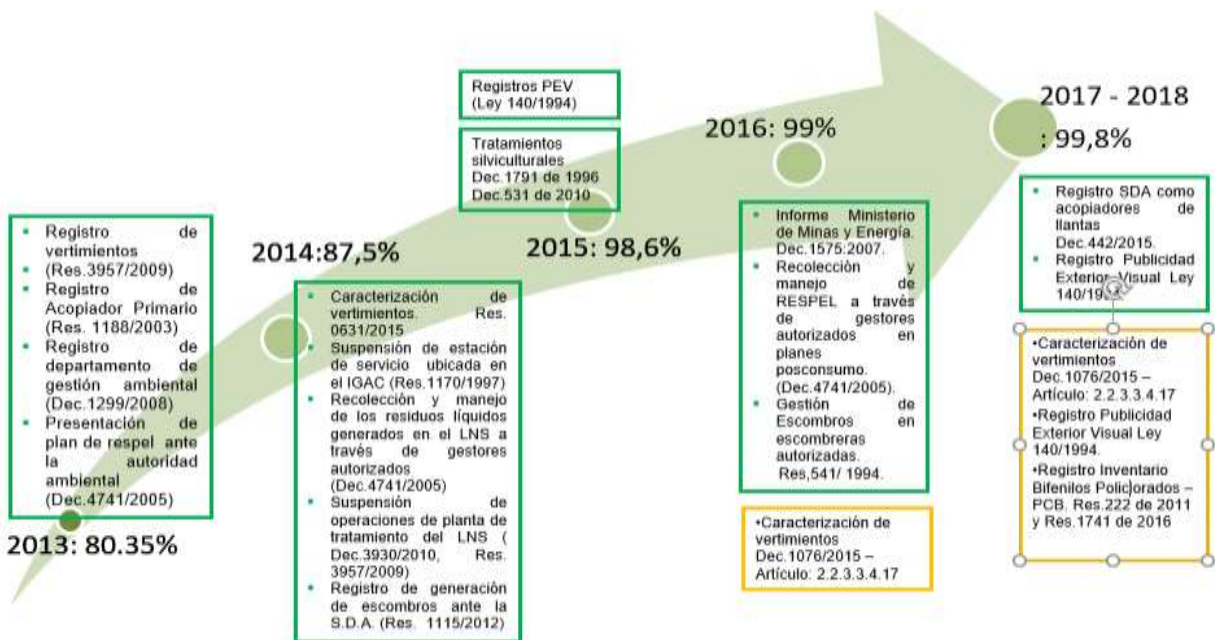 Registro de
vertimientos
(Res.3957/2009)
Registro de
Acopiador Primario
(Res. 1188/2003)
Registro de
departamento de
gestión ambiental
(Dec.1299/2008)
Presentación de
plan de respel ante
la autoridad
ambiental
(Dec.4741/2005)
2013: 80.35%
2014:87,5%
Caracterización de
vertimientos. Res.
0631/2015
Suspensión de estación
de servicio ubicada en
el IGAC (Res.1170/1997)
Recolección y manejo
de los residuos líquidos
generados en el LNS a
través de gestores
autorizados
(Dec.4741/2005)
Suspensión de
operaciones de planta de
tratamiento del LNS (
Dec.3930/2010, Res.
3957/2009)
Registro de generación
de escombros ante la
S.D.A. (Res. 1115/2012)
Registros PEV
(Ley 140/1994)
Tratamientos
silviculturales
Dec.1791 de 1996
Dec.531 de 2010
2015: 98,6%
2016: 99%
Informe Ministerio
de Minas y Energía.
Dec.1575:2007.
Recolección y
manejo de
RESPEL a través
de gestores
autorizados en
planes
posconsumo.
(Dec.4741/2005).
Gestión de
Escombros en
escombreras
autorizadas.
Res,541/ 1994.
•Caracterización de
vertimientos
Dec.1076/2015 –
Artículo: 2.2.3.3.4.17
2017 - 2018
: 99,8%
Registro SDA como
acopiadores de
llantas
Dec.442/2015.
Registro Publicidad
Exterior Visual Ley
•Caracterización de
vertimientos
Dec.1076/2015 –
Artículo: 2.2.3.3.4.17
•Registro Publicidad
Exterior Visual Ley
140/1994.
•Registro Inventario
Bifenilos Policlorados –
PCB. Res.222 de 2011
y Res.1741 de 2016